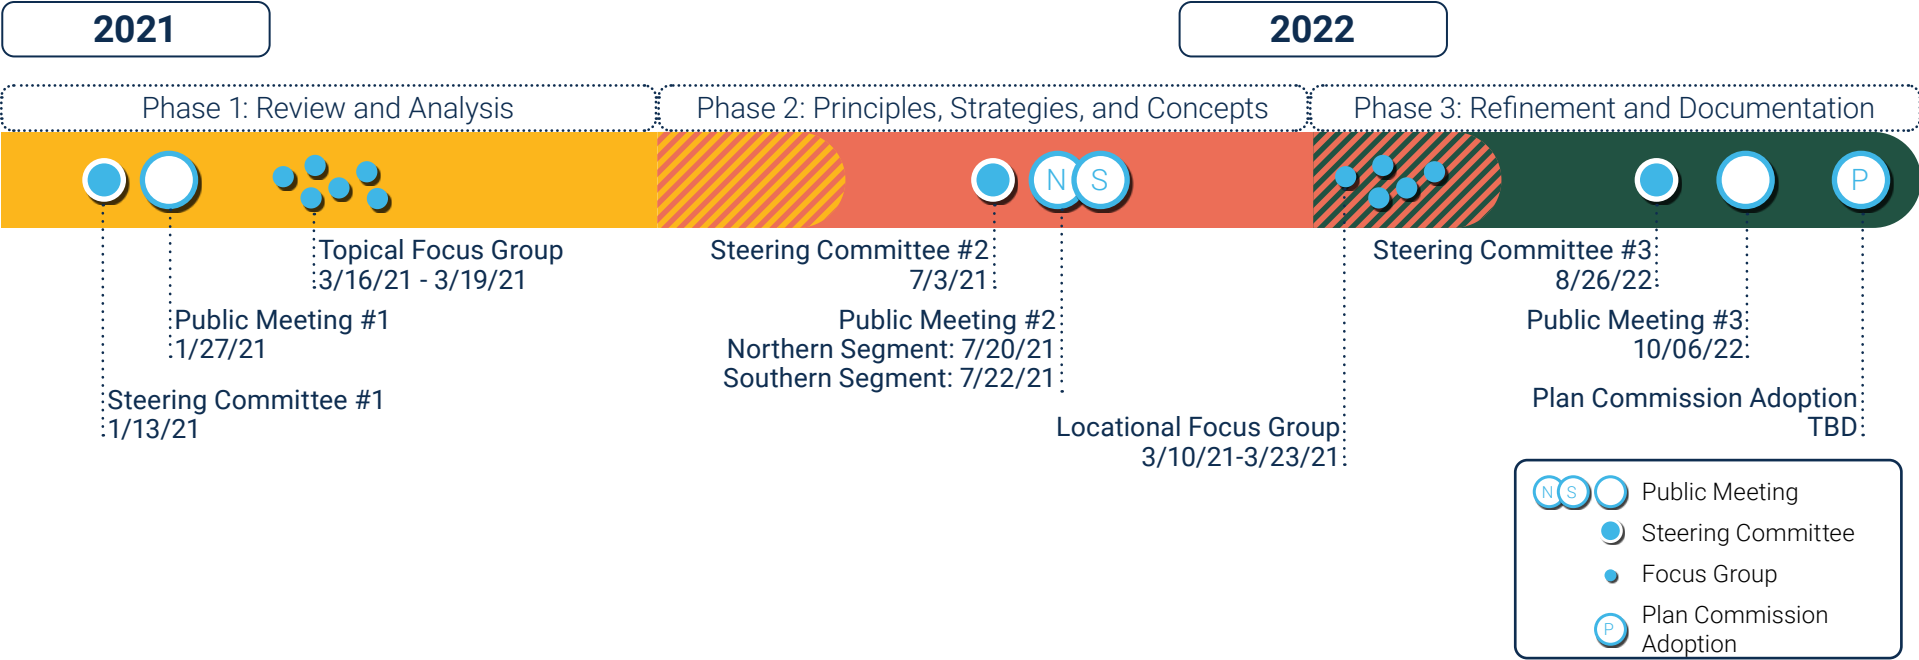 2021
2022
Phase 1: Review and Analysis
Phase 2: Principles, Strategies, and Concepts
Phase 3: Refinement and Documentation
N
S
P
Topical Focus Group
3/16/21 - 3/19/21
Public Meeting #1
1/27/21
Steering Committee #1
1/13/21
Steering Committee #2
7/3/21
Public Meeting #2
Northern Segment: 7/20/21
Southern Segment: 7/22/21
Locational Focus Group
3/10/21-3/23/21
Steering Committee #3
8/26/22
Public Meeting #3
10/06/22
Plan Commission Adoption
TBD
N S Public Meeting
Steering Committee
Focus Group
P Plan Commission
Adoption